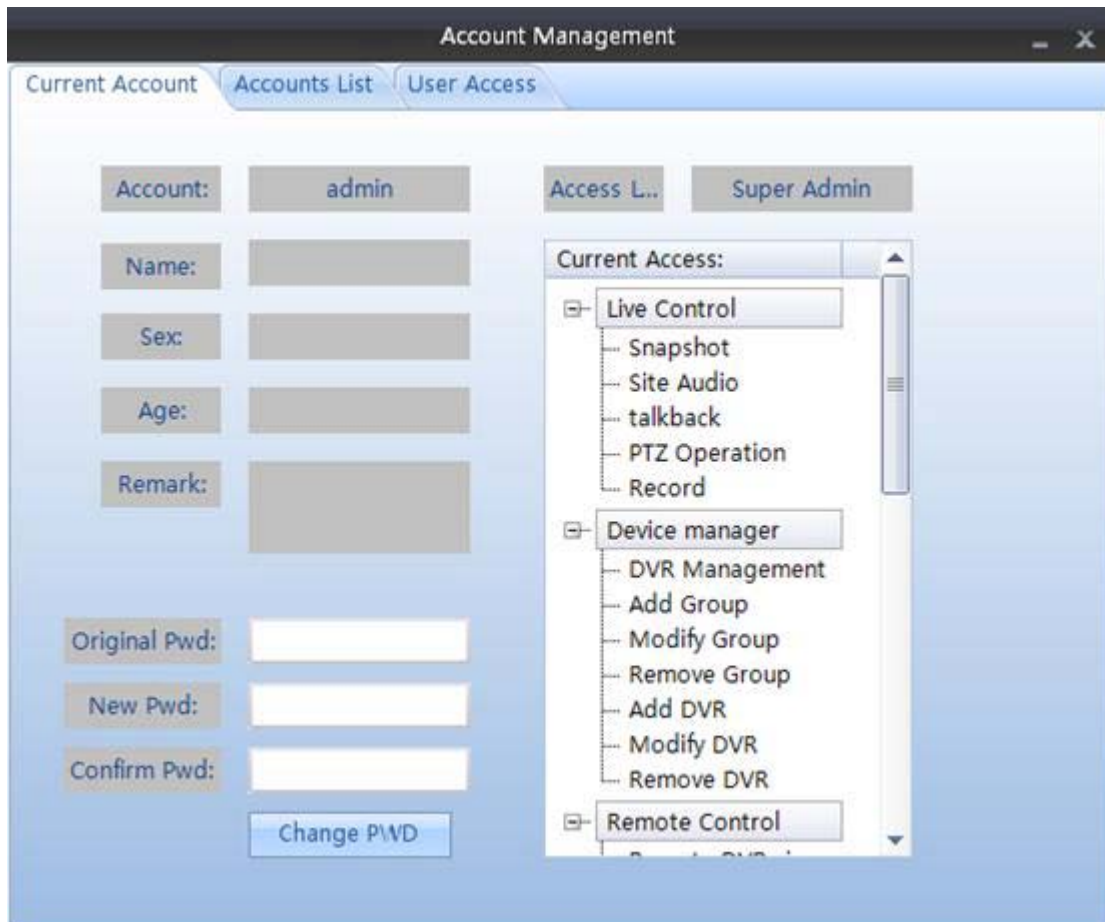 Account Management
Current Account
Accounts List
User Access
Account:
admin
Access L...
Super Admin
Name:
Sex:
Age:
Remark:
Original Pwd:
New Pwd:
Confirm Pwd:
Change PWD
Current Access:
Live Control
Snapshot
Site Audio
talkback
PTZ Operation
Record
Device manager
DVR Management
Add Group
Modify Group
Remove Group
Add DVR
Modify DVR
Remove DVR
Remote Control